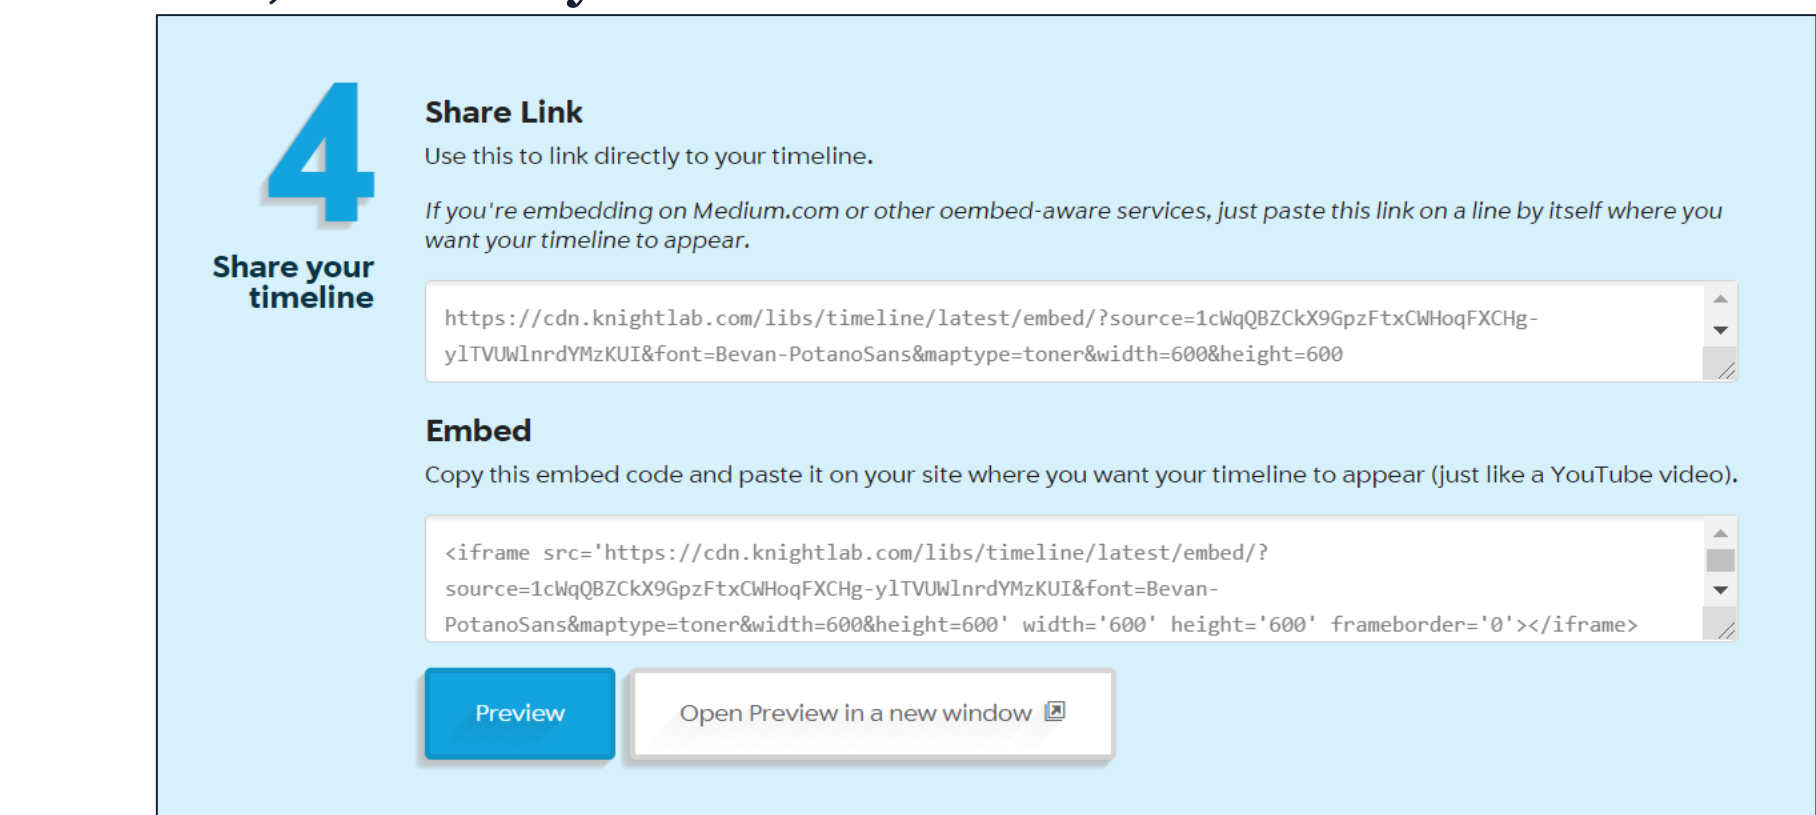 4
Share your
timeline
Share Link
Use this to link directly to your timeline.
If you're embedding on Medium.com or other oembed-aware services, just paste this link on a line by itself where you
want your timeline to appear.
https://cdn.knightlab.com/libs/timeline/latest/embed/?source=1cWqQBZCkX9GpzFtxCWHoqFXCHg-
ylTVUWlnrdYMzKUI&font=Bevan-PotanoSans&maptype=toner&width=600&height=600
Embed
Copy this embed code and paste it on your site where you want your timeline to appear (just like a YouTube video).
<iframe src='https://cdn.knightlab.com/libs/timeline/latest/embed/?
source=1cWqQBZCkX9GpzFtxCWHoqFXCHg-ylTVUWlnrdYMzKUI&font=Bevan-
PotanoSans&maptype=toner&width=600&height=600' width='600' height='600' frameborder='0'></iframe>
Preview
Open Preview in a new window